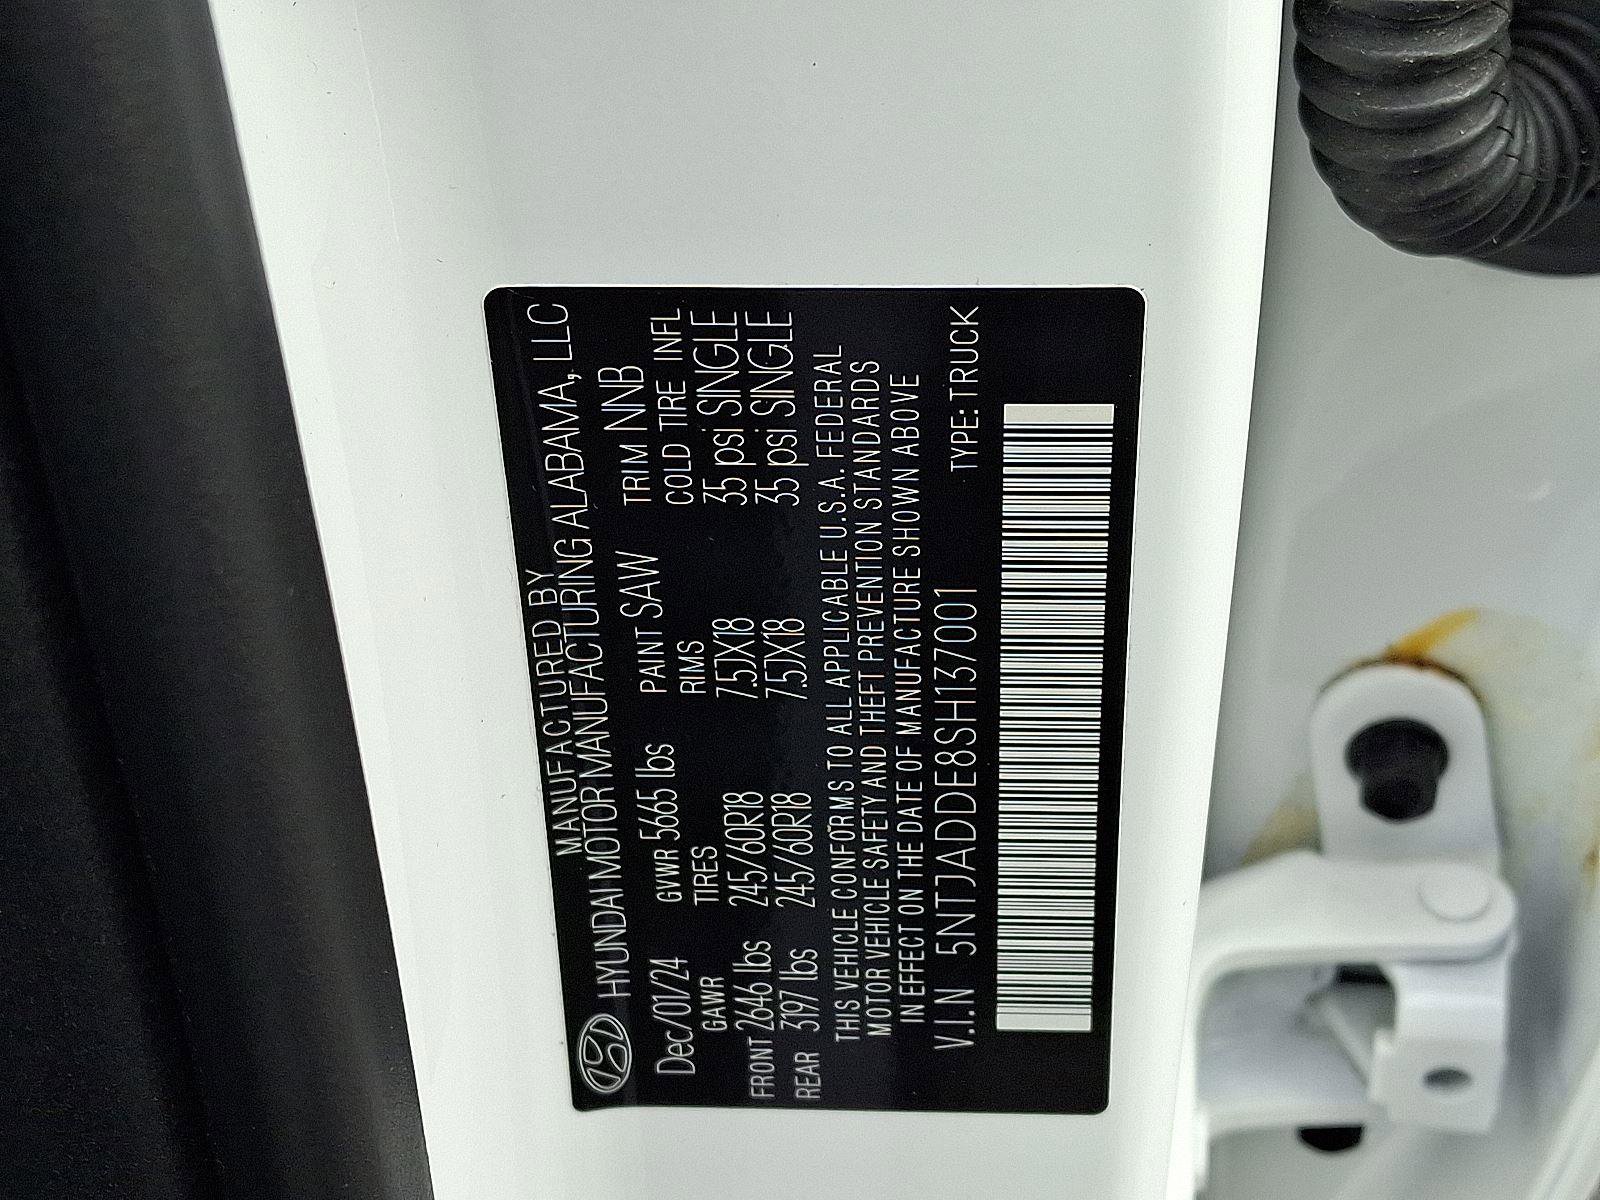 MANUFACTURED BY
HYUNDAI MOTOR MANUFACTURING ALABAMA, LLC
Dec/01/24 GVWR 5665 lbs PAINT SAW TRIM NNB
GAWR TIRES RIMS COLD TIRE INFL
FRONT 2646 lbs 245/60R18 7.5JX18 35 psi SINGLE
REAR 3197 lbs 245/60R18 7.5JX18 35 psi SINGLE
THIS VEHICLE CONFORMS TO ALL APPLICABLE U.S.A. FEDERAL
MOTOR VEHICLE SAFETY AND THEFT PREVENTION STANDARDS
IN EFFECT ON THE DATE OF MANUFACTURE SHOWN ABOVE
V.I.N 5NTJADDE8SH137001 TYPE: TRUCK